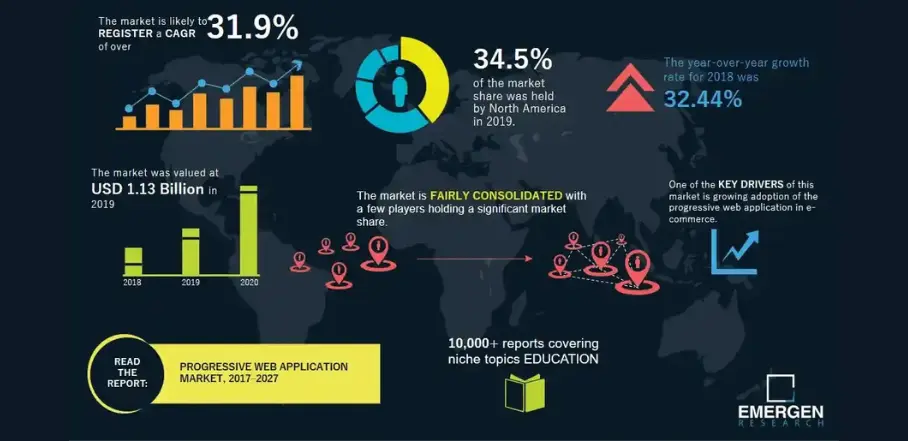 The market is likely to
REGISTER a CAGR
of over
31.9%
34.5%
of the market
share was held
by North America
in 2019.
The year-over-year growth
rate for 2018 was
32.44%
The market was valued at
USD 1.13 Billion in
2019
2018 2019 2020
The market is FAIRLY CONSOLIDATED with
a few players holding a significant market
share.
One of the KEY DRIVERS of this
market is growing adoption of the
progressive web application in e-
commerce.
READ
THE
REPORT:
PROGRESSIVE WEB APPLICATION
MARKET, 2017-2027
10,000+ reports covering
niche topics EDUCATION
EMERGEN
RESEARCH